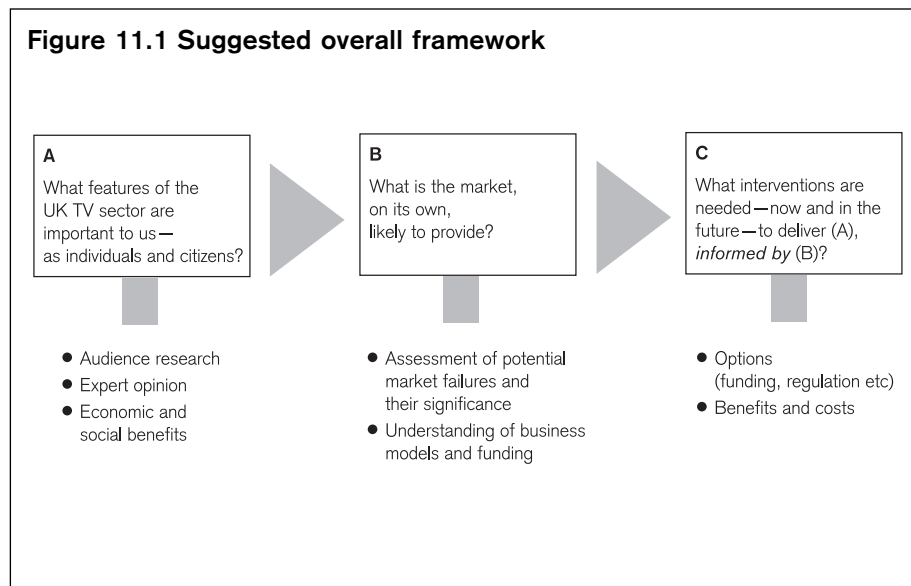 Figure 11.1 Suggested overall framework
A
What features of the
UK TV sector are
important to us—
as individuals and citizens?
B
What is the market,
on its own,
likely to provide?
C
What interventions are
needed—now and in the
future—to deliver (A),
informed by (B)?
● Audience research
● Expert opinion
● Economic and
social benefits
● Assessment of potential
market failures and
their significance
● Understanding of business
models and funding
● Options
(funding, regulation etc)
● Benefits and costs